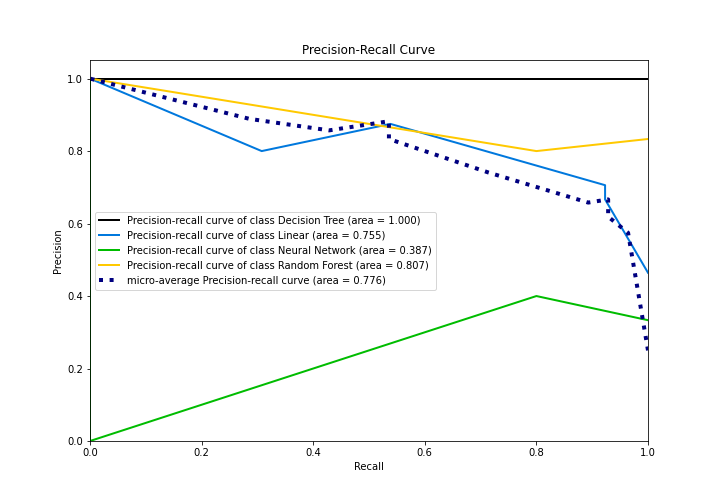 Precision-Recall Curve
Precision
1.0
0.8
0.6
0.4
0.2
0.0
Precision-recall curve of class Decision Tree (area = 1.000)
Precision-recall curve of class Linear (area = 0.755)
Precision-recall curve of class Neural Network (area = 0.387)
Precision-recall curve of class Random Forest (area = 0.807)
micro-average Precision-recall curve (area = 0.776)
0.0 0.2 0.4 0.6 0.8 1.0
Recall